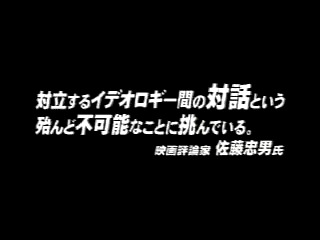 対立するイデオロギー間の対話という
殆んど不可能なことに挑んでいる。
映画評論家 佐藤忠男氏